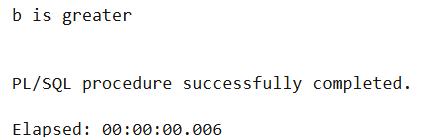 b is greater
PL/SQL procedure successfully completed.
Elapsed: 00:00:00.006